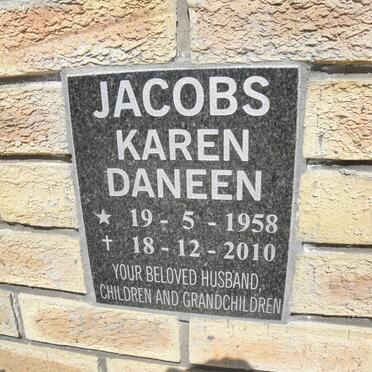 JACOBS
KAREN
DANEEN
★ 19 - 5 - 1958
✝ 18 - 12 - 2010
YOUR BELOVED HUSBAND,
CHILDREN AND GRANDCHILDREN